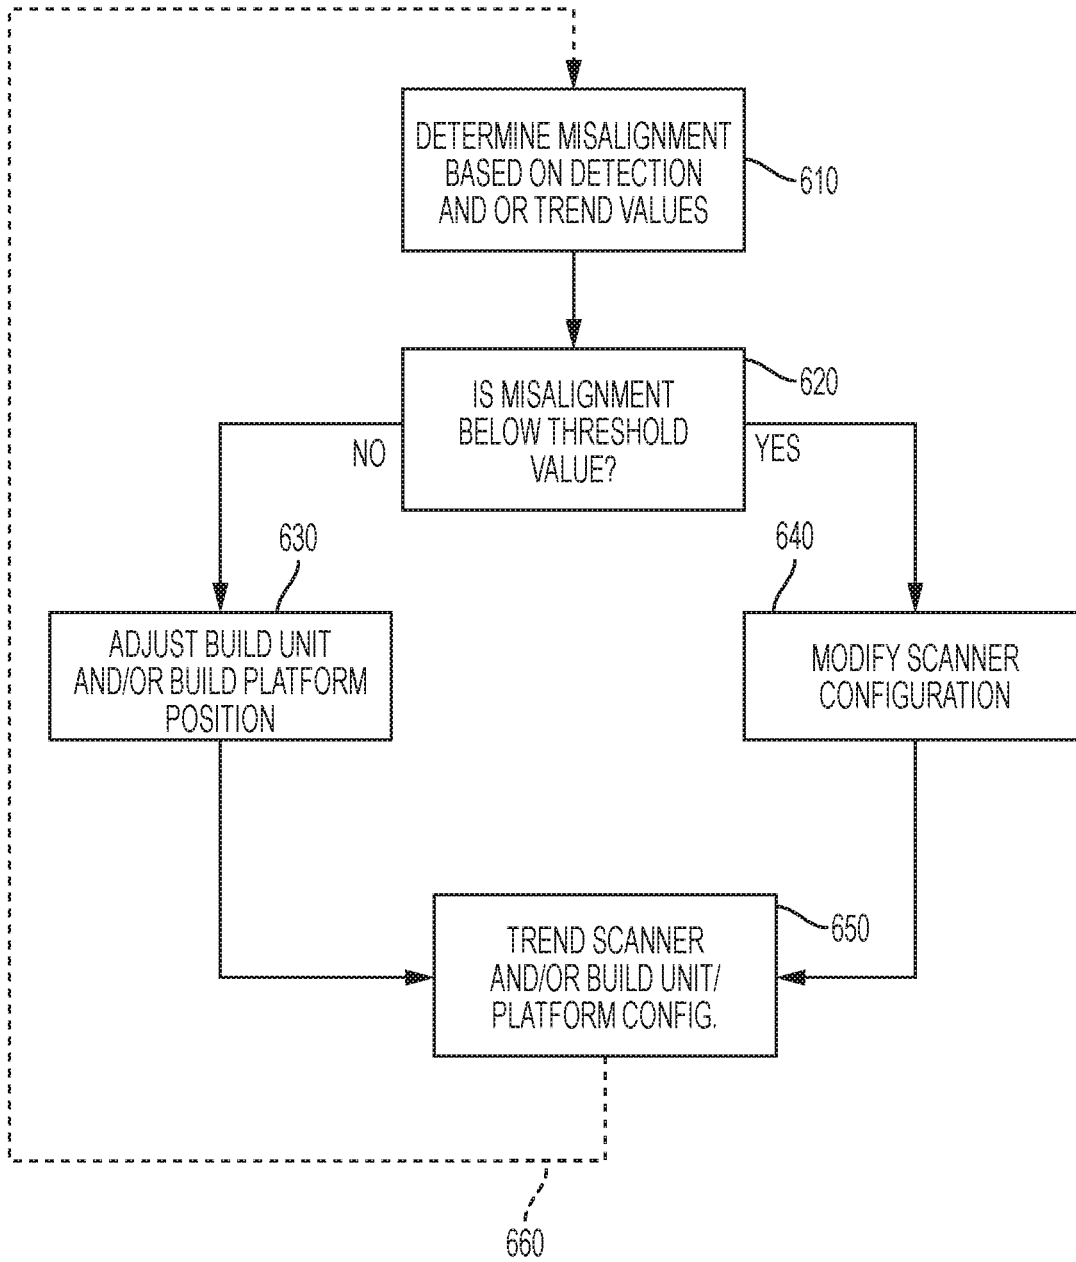 DETERMINE MISALIGNMENT
BASED ON DETECTION
AND OR TREND VALUES
610
IS MISALIGNMENT
BELOW THRESHOLD
VALUE?
620
NO
YES
630
640
ADJUST BUILD UNIT
AND/OR BUILD PLATFORM
POSITION
MODIFY SCANNER
CONFIGURATION
TREND SCANNER
AND/OR BUILD UNIT/
PLATFORM CONFIG.
650
660